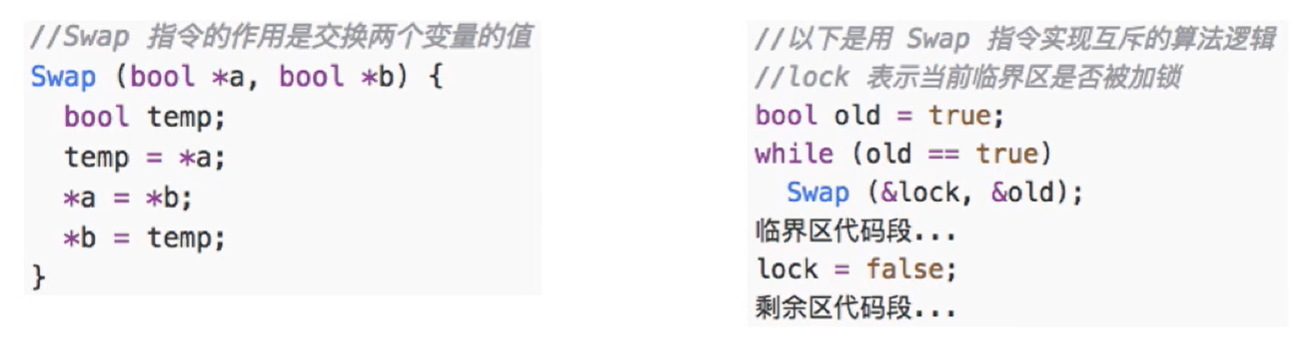 //Swap 指令的作用是交换两个变量的值
Swap (bool *a, bool *b) {
  bool temp;
  temp = *a;
  *a = *b;
  *b = temp;
}
//以下是用 Swap 指令实现互斥的算法逻辑
//lock 表示当前临界区是否被加锁
bool old = true;
while (old == true)
  Swap (&lock, &old);
临界区代码段...
lock = false;
剩余区代码段...